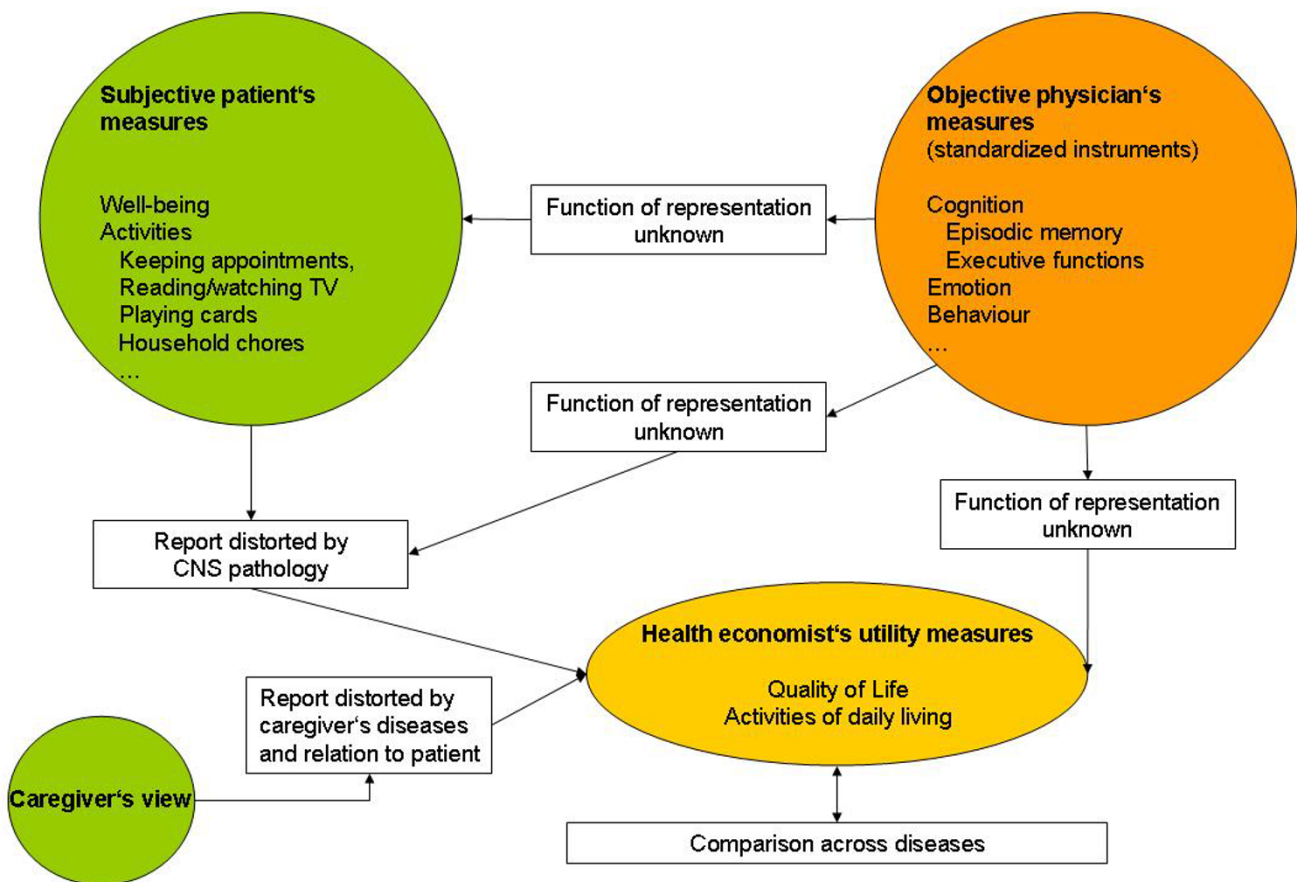 Subjective patient‘s
measures
Well-being
Activities
Keeping appointments,
Reading/watching TV
Playing cards
Household chores
…
Objective physician‘s
measures
(standardized instruments)
Cognition
Episodic memory
Executive functions
Emotion
Behaviour
…
Function of representation
unknown
Function of representation
unknown
Function of representation
unknown
Report distorted by
CNS pathology
Health economist‘s utility measures
Quality of Life
Activities of daily living
Report distorted by
caregiver‘s diseases
and relation to patient
Caregiver‘s view
Comparison across diseases